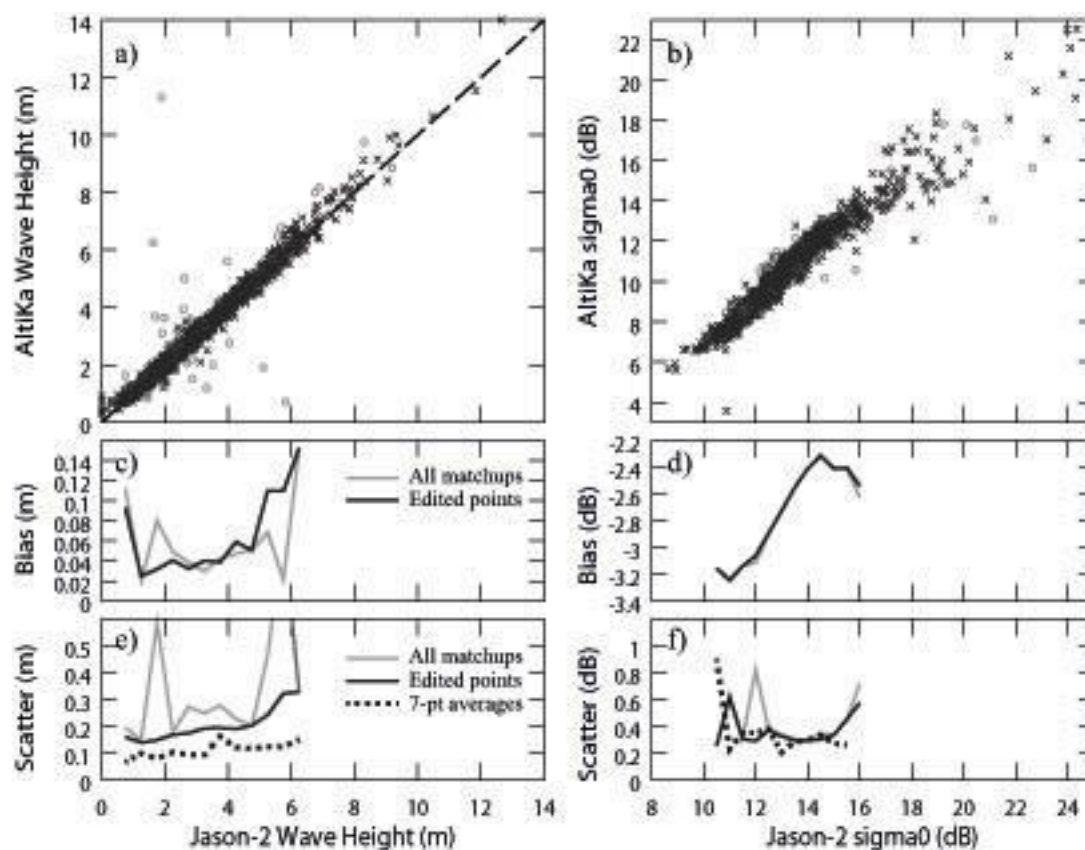 a)
14
12
10
8
6
4
2
0
AltiKa Wave Height (m)
b)
22
20
18
16
14
12
10
8
6
4
AltiKa sigma0 (dB)
c)
0.14
0.12
0.10
0.08
0.06
0.04
0.02
0
Bias (m)
All matchups
Edited points
d)
-2.2
-2.4
-2.6
-2.8
-3
-3.2
-3.4
Bias (dB)
e)
0.5
0.4
0.3
0.2
0.1
0
Scatter (m)
All matchups
Edited points
7-pt averages
0 2 4 6 8 10 12 14
Jason-2 Wave Height (m)
f)
1
0.8
0.6
0.4
0.2
0
Scatter (dB)
8 10 12 14 16 18 20 22 24
Jason-2 sigma0 (dB)